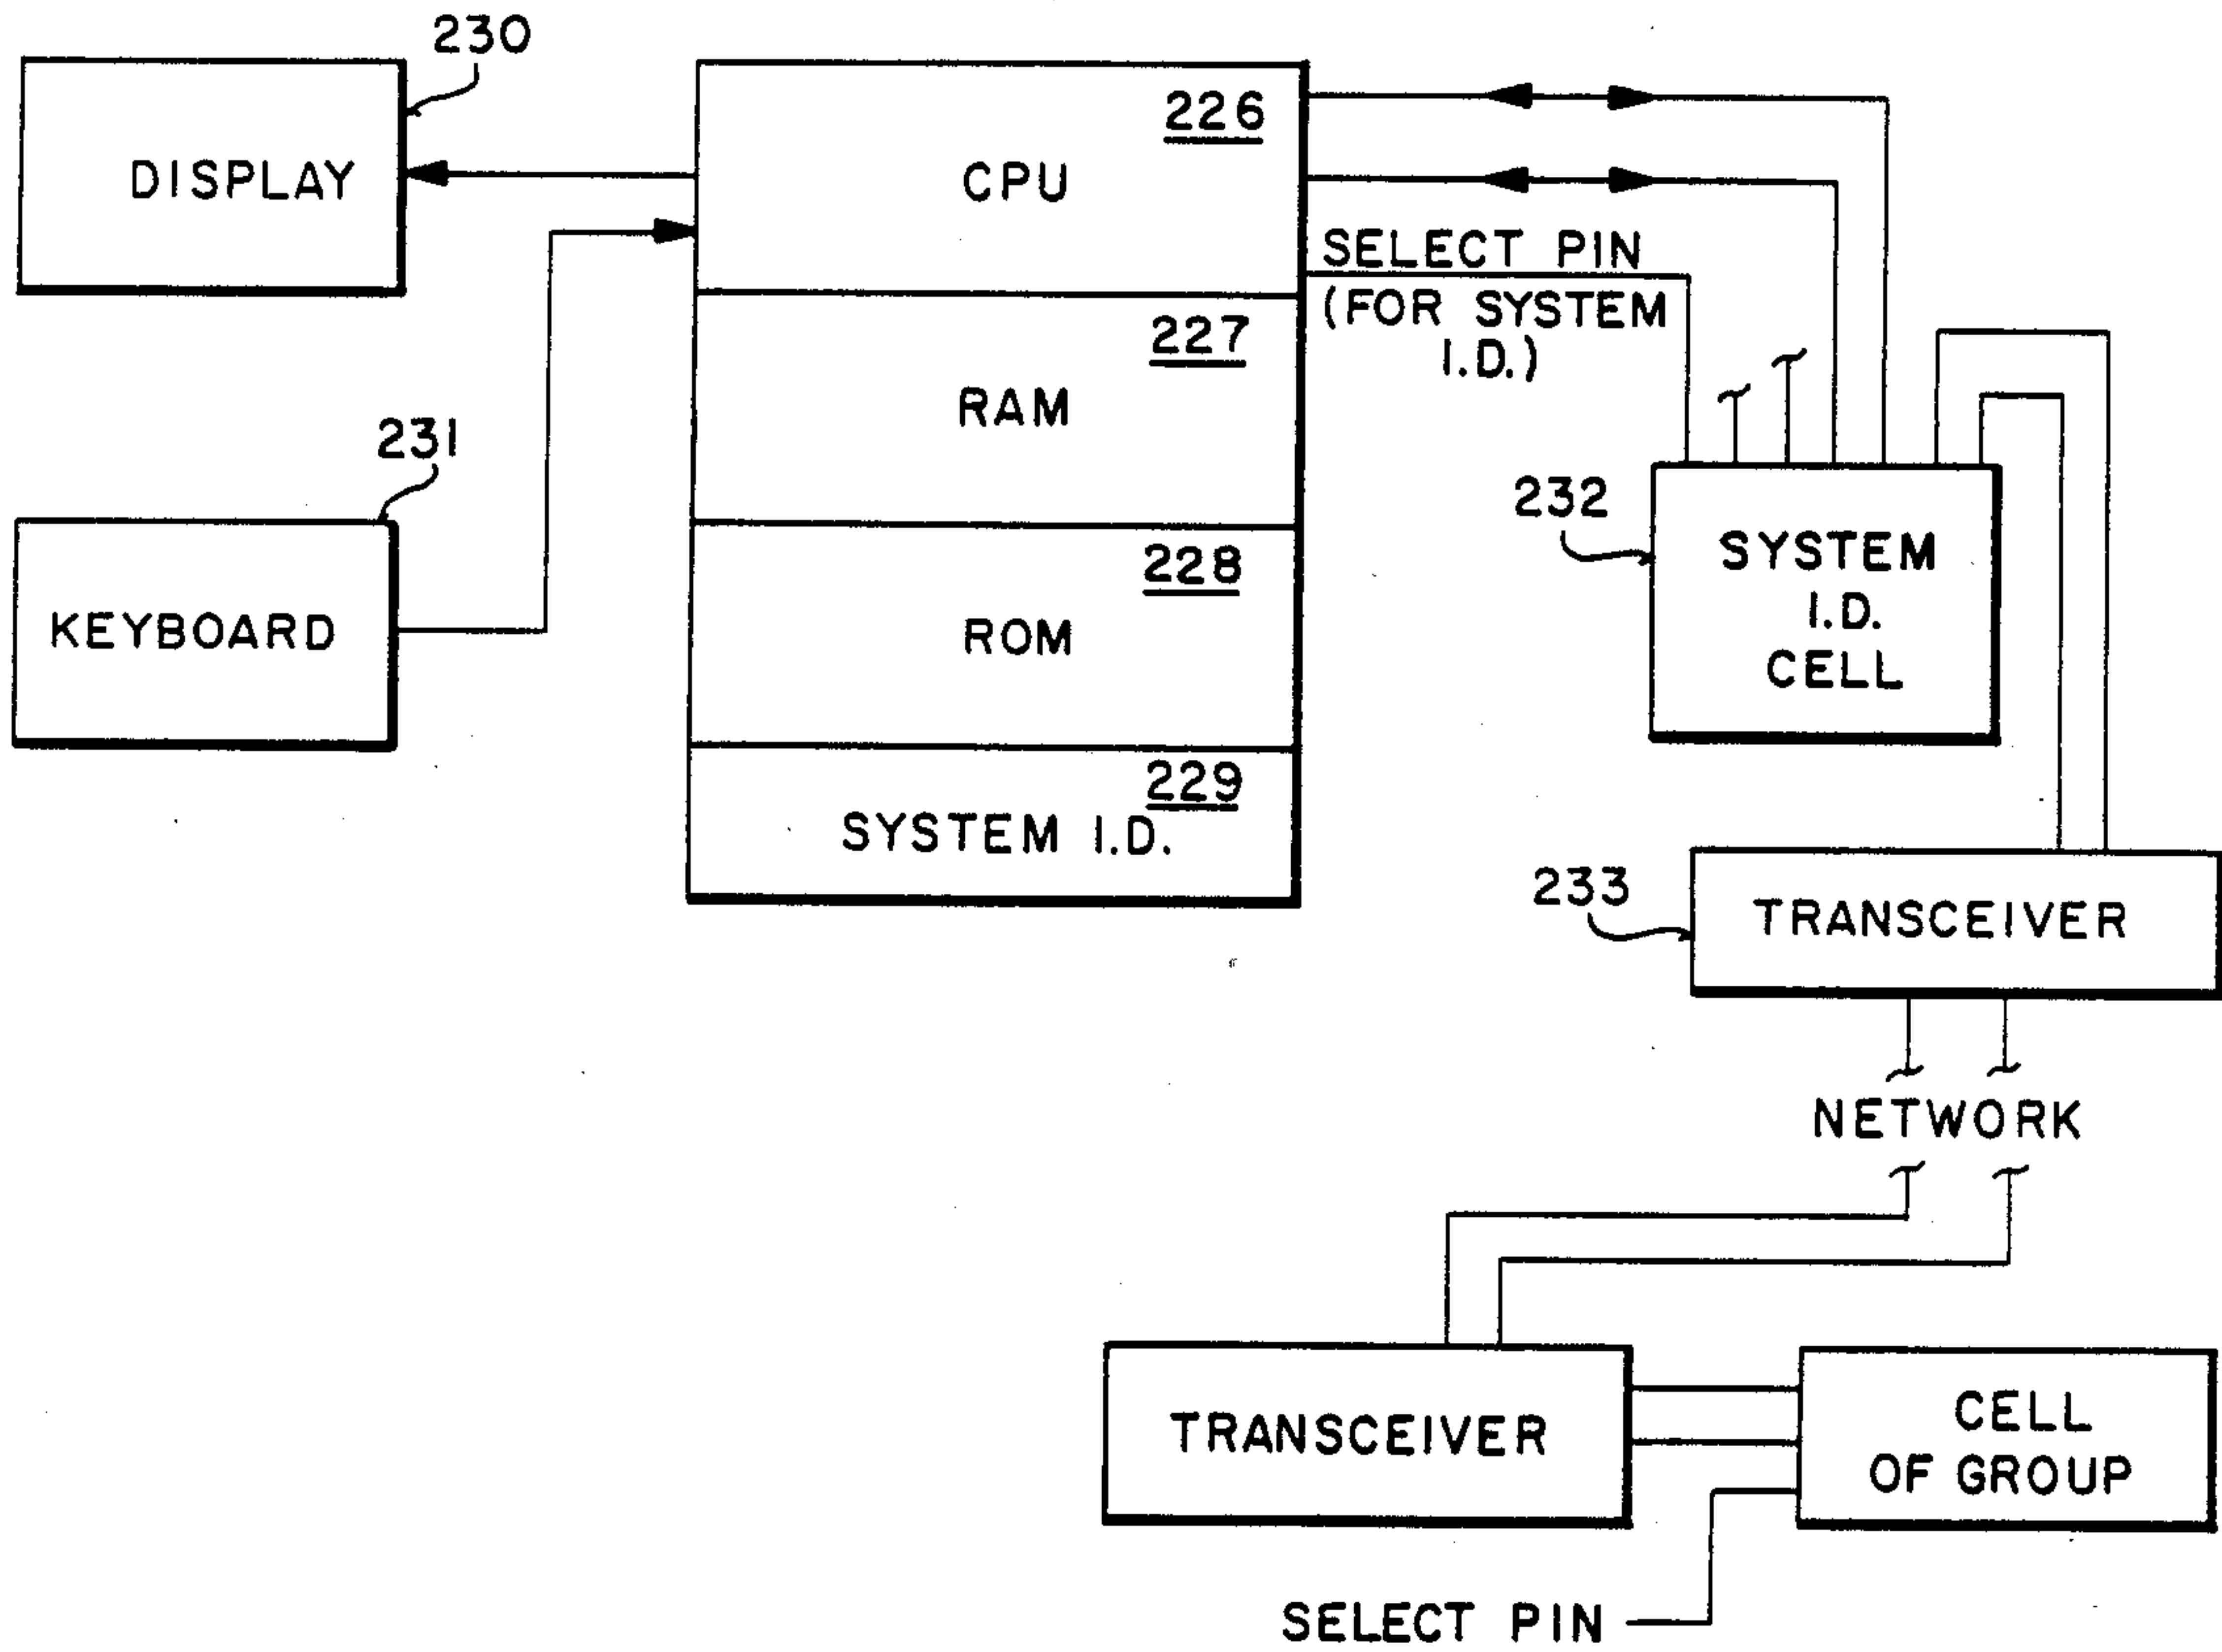 230
DISPLAY
226
CPU
SELECT PIN
(FOR SYSTEM
I.D.)
227
RAM
231
KEYBOARD
228
ROM
232
SYSTEM
I.D.
CELL
229
SYSTEM I.D.
233
TRANSCEIVER
NETWORK
TRANSCEIVER
CELL
OF GROUP
SELECT PIN